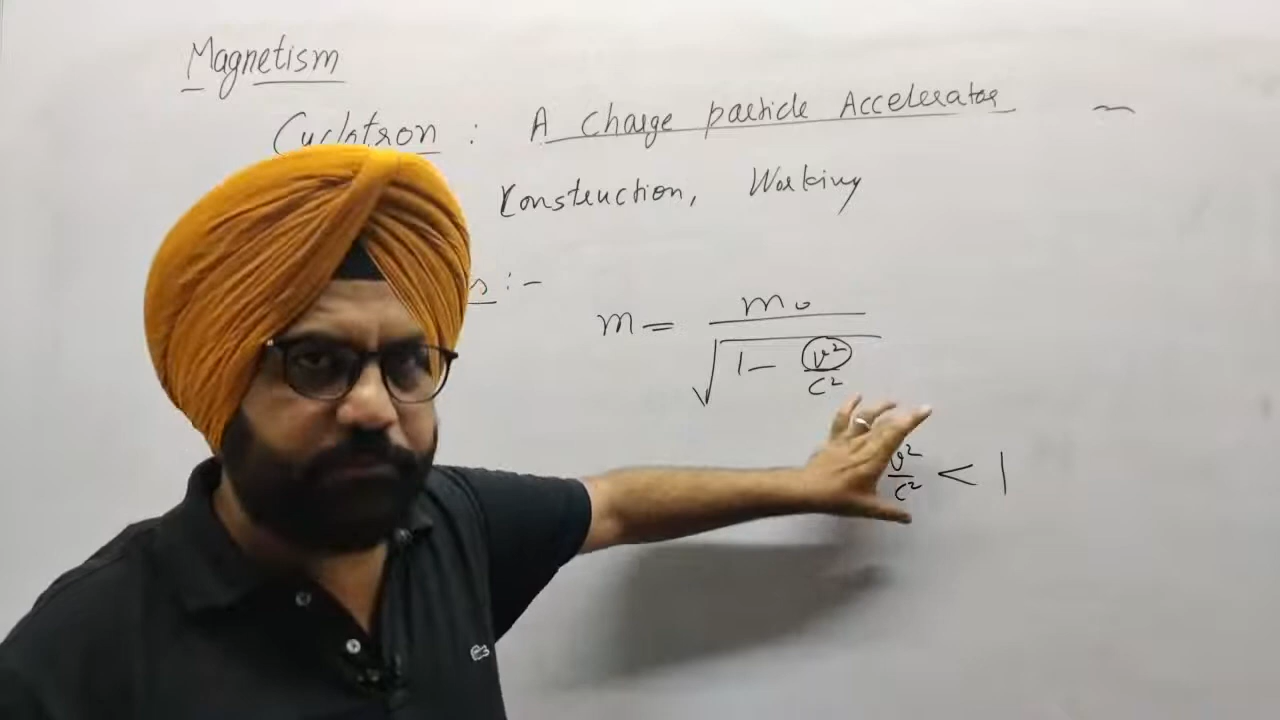 Magnetism
Cyclotron : A Charge particle Accelerator
Construction, Working
s :-
m = m₀ / √(1 - v²/c²)
v²/c² < 1